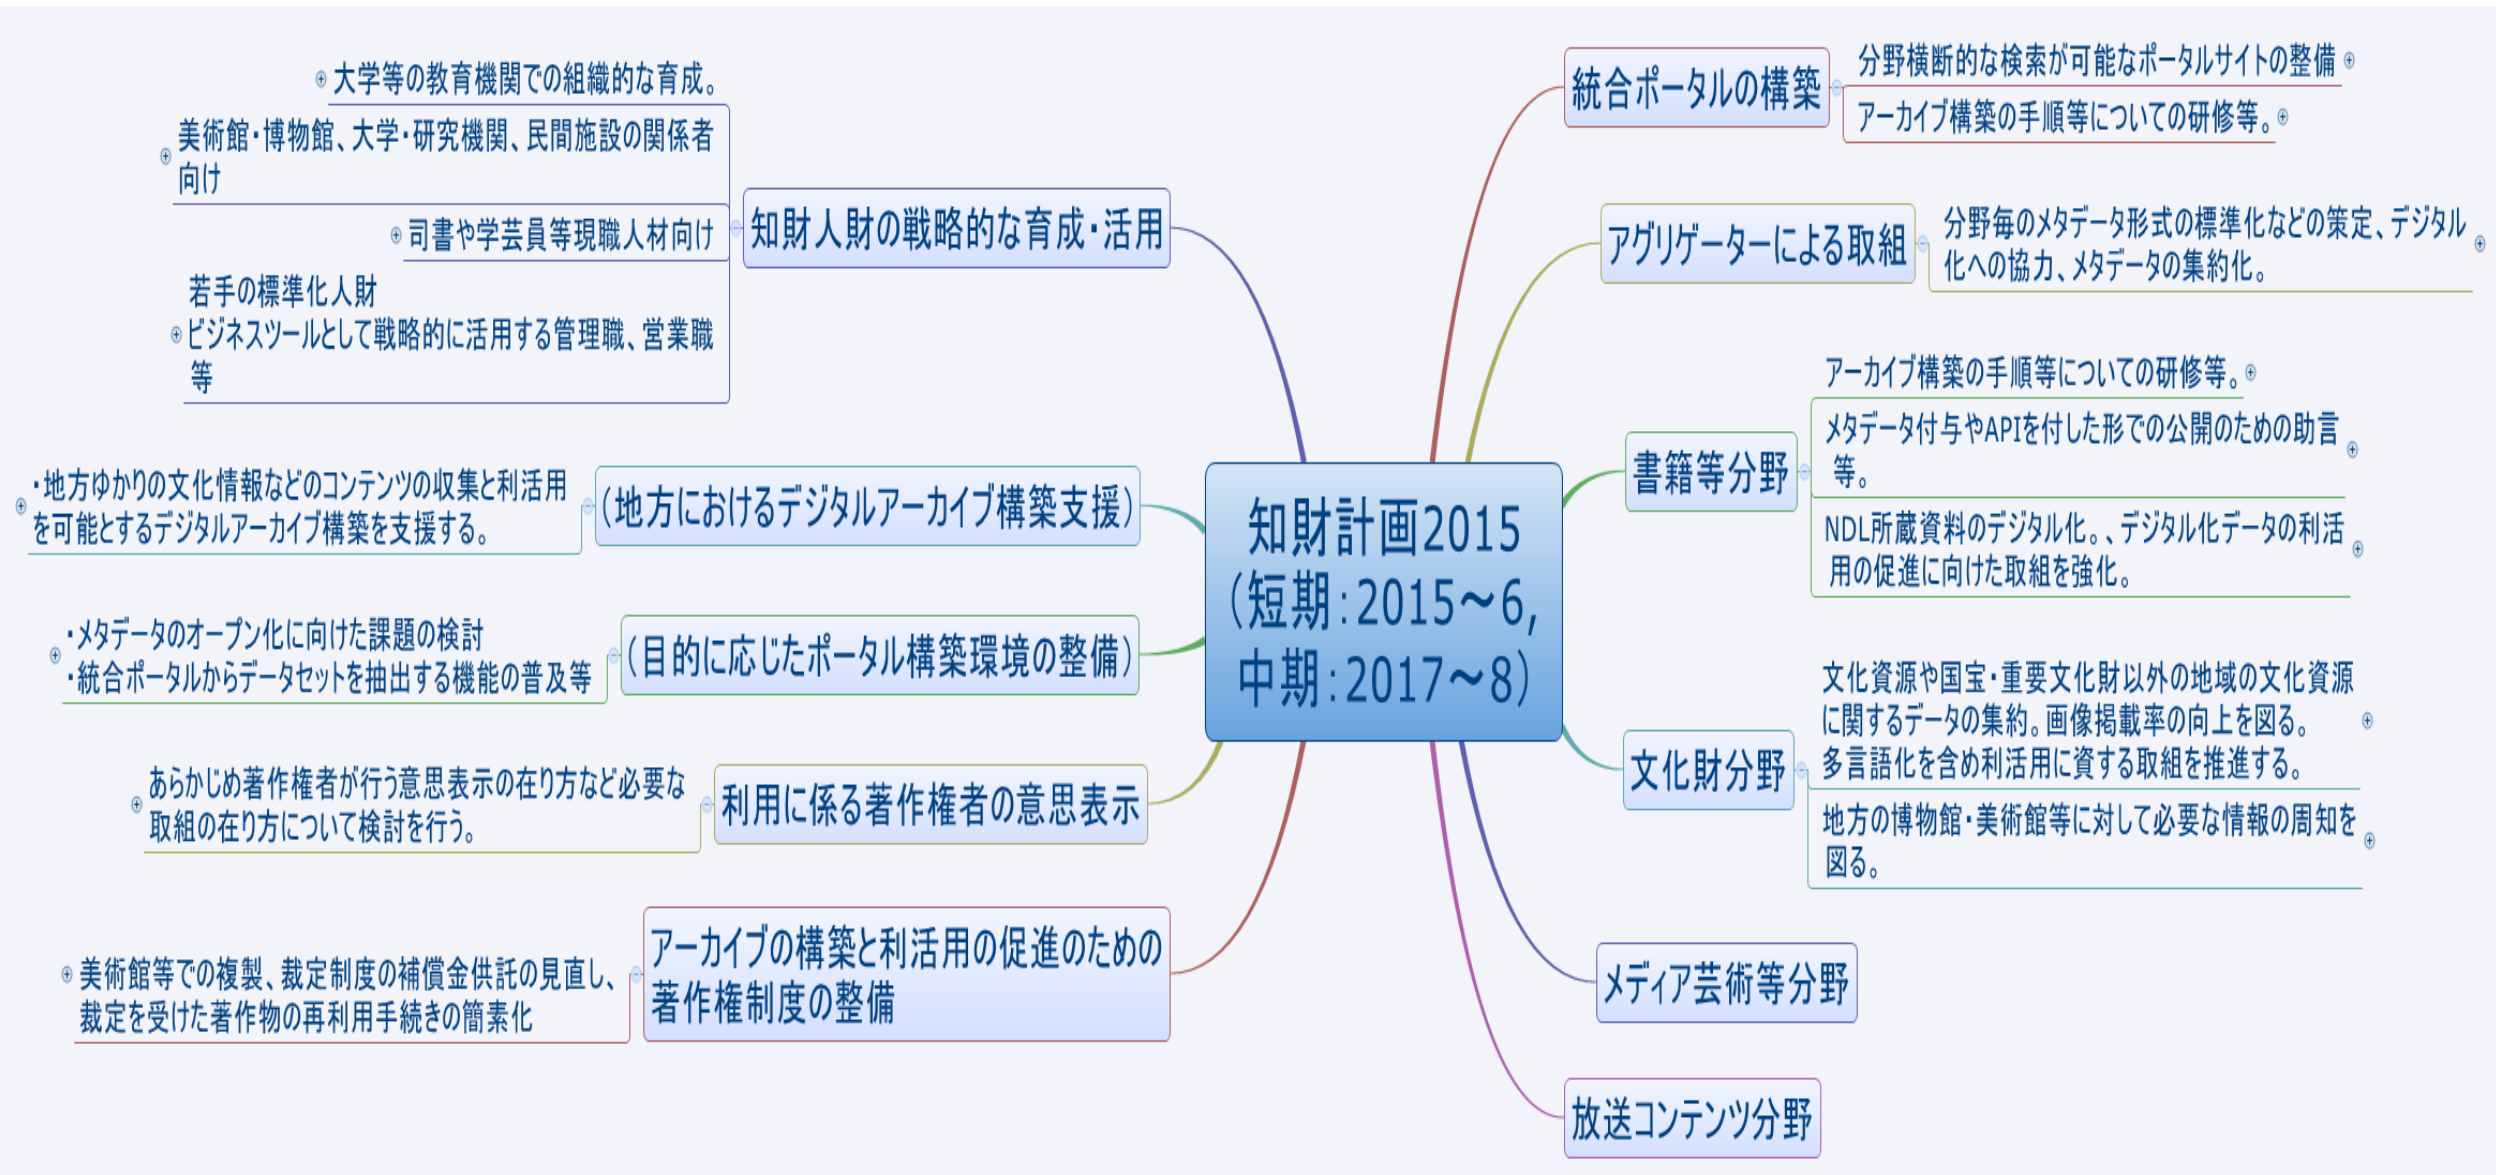 知財計画2015
（短期：2015～6,
中期：2017～8）
統合ポータルの構築
分野横断的な検索が可能なポータルサイトの整備
アーカイブ構築の手順等についての研修等。
アグリゲーターによる取組
分野毎のメタデータ形式の標準化などの策定、デジタル
化への協力、メタデータの集約化。
書籍等分野
アーカイブ構築の手順等についての研修等。
メタデータ付与やAPIを付した形での公開のための助言
等。
NDL所蔵資料のデジタル化。、デジタル化データの利活
用の促進に向けた取組を強化。
文化財分野
文化資源や国宝・重要文化財以外の地域の文化資源
に関するデータの集約。画像掲載率の向上を図る。
多言語化を含め利活用に資する取組を推進する。
地方の博物館・美術館等に対して必要な情報の周知を
図る。
メディア芸術等分野
放送コンテンツ分野
知財人財の戦略的な育成・活用
大学等の教育機関での組織的な育成。
美術館・博物館、大学・研究機関、民間施設の関係者
向け
司書や学芸員等現職人材向け
若手の標準化人財
ビジネスツールとして戦略的に活用する管理職、営業職
等
（地方におけるデジタルアーカイブ構築支援）
・地方ゆかりの文化情報などのコンテンツの収集と利活用
を可能とするデジタルアーカイブ構築を支援する。
（目的に応じたポータル構築環境の整備）
・メタデータのオープン化に向けた課題の検討
・統合ポータルからデータセットを抽出する機能の普及等
利用に係る著作権者の意思表示
あらかじめ著作権者が行う意思表示の在り方など必要な
取組の在り方について検討を行う。
アーカイブの構築と利活用の促進のための
著作権制度の整備
美術館等での複製、裁定制度の補償金供託の見直し、
裁定を受けた著作物の再利用手続きの簡素化